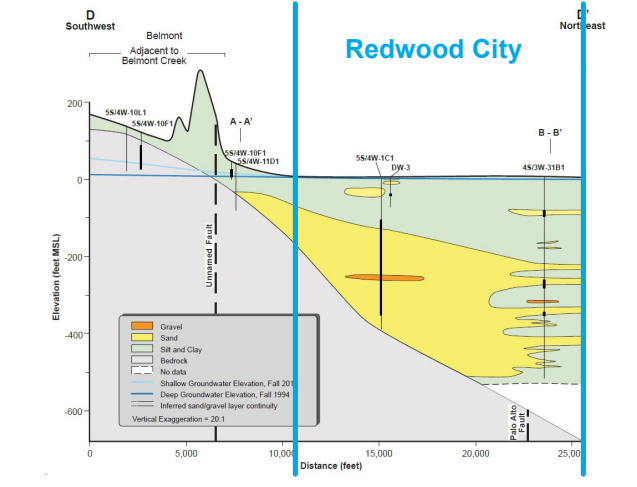 D
Southwest
D'
Northeast
Belmont
Adjacent to
Belmont Creek
Redwood City
A - A'
B - B'
5S/4W-10L1
5S/4W-10F1
5S/4W-10F1
5S/4W-11D1
5S/4W-1C1
DW-3
4S/3W-31B1
200
0
-200
-400
-600
Elevation (feet MSL)
Unnamed Fault
Palo Alto
Fault
Gravel
Sand
Silt and Clay
Bedrock
No data
Shallow Groundwater Elevation, Fall 201
Deep Groundwater Elevation, Fall 1994
Inferred sand/gravel layer continuity
Vertical Exaggeration = 20:1
0
5,000
10,000
15,000
20,000
25,00
Distance (feet)